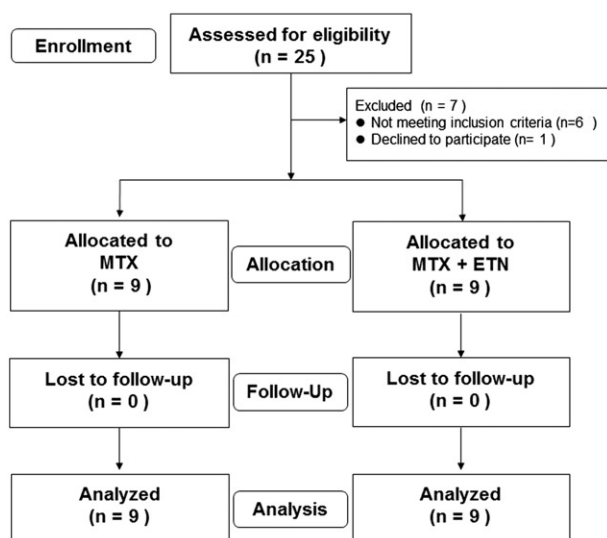 Enrollment
Assessed for eligibility
(n = 25 )
Excluded (n = 7 )
● Not meeting inclusion criteria (n=6 )
● Declined to participate (n= 1 )
Allocated to
MTX
(n = 9 )
Allocation
Allocated to
MTX + ETN
(n = 9 )
Lost to follow-up
(n = 0 )
Follow-Up
Lost to follow-up
(n = 0 )
Analyzed
(n = 9 )
Analysis
Analyzed
(n = 9 )